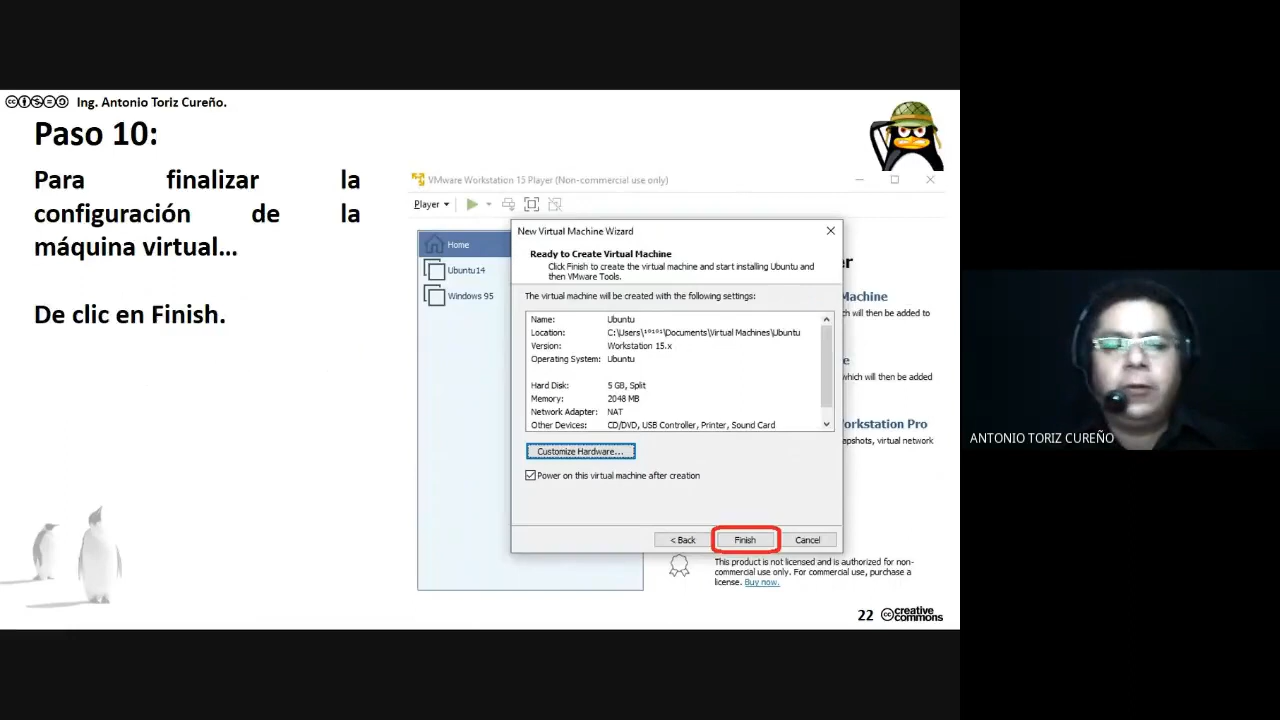 Ing. Antonio Toriz Cureño.
Paso 10:
Para finalizar la
configuración de la
máquina virtual...
De clic en Finish.
VMware Workstation 15 Player (Non-commercial use only)
Player
Home
Ubuntu14
Windows 95
New Virtual Machine Wizard
Ready to Create Virtual Machine
Click Finish to create the virtual machine and start installing Ubuntu and
then VMware Tools.
The virtual machine will be created with the following settings:
Name: Ubuntu
Location: C:\Users\¹⁰¹⁰¹\Documents\Virtual Machines\Ubuntu
Version: Workstation 15.x
Operating System: Ubuntu
Hard Disk: 5 GB, Split
Memory: 2048 MB
Network Adapter: NAT
Other Devices: CD/DVD, USB Controller, Printer, Sound Card
Customize Hardware...
Power on this virtual machine after creation
< Back
Finish
Cancel
er
Machine
will then be added to
e
which will then be added
orkstation Pro
apshots, virtual network
This product is not licensed and is authorized for non-
commercial use only. For commercial use, purchase a
license. Buy now.
22 cc creative
commons
ANTONIO TORIZ CUREÑO